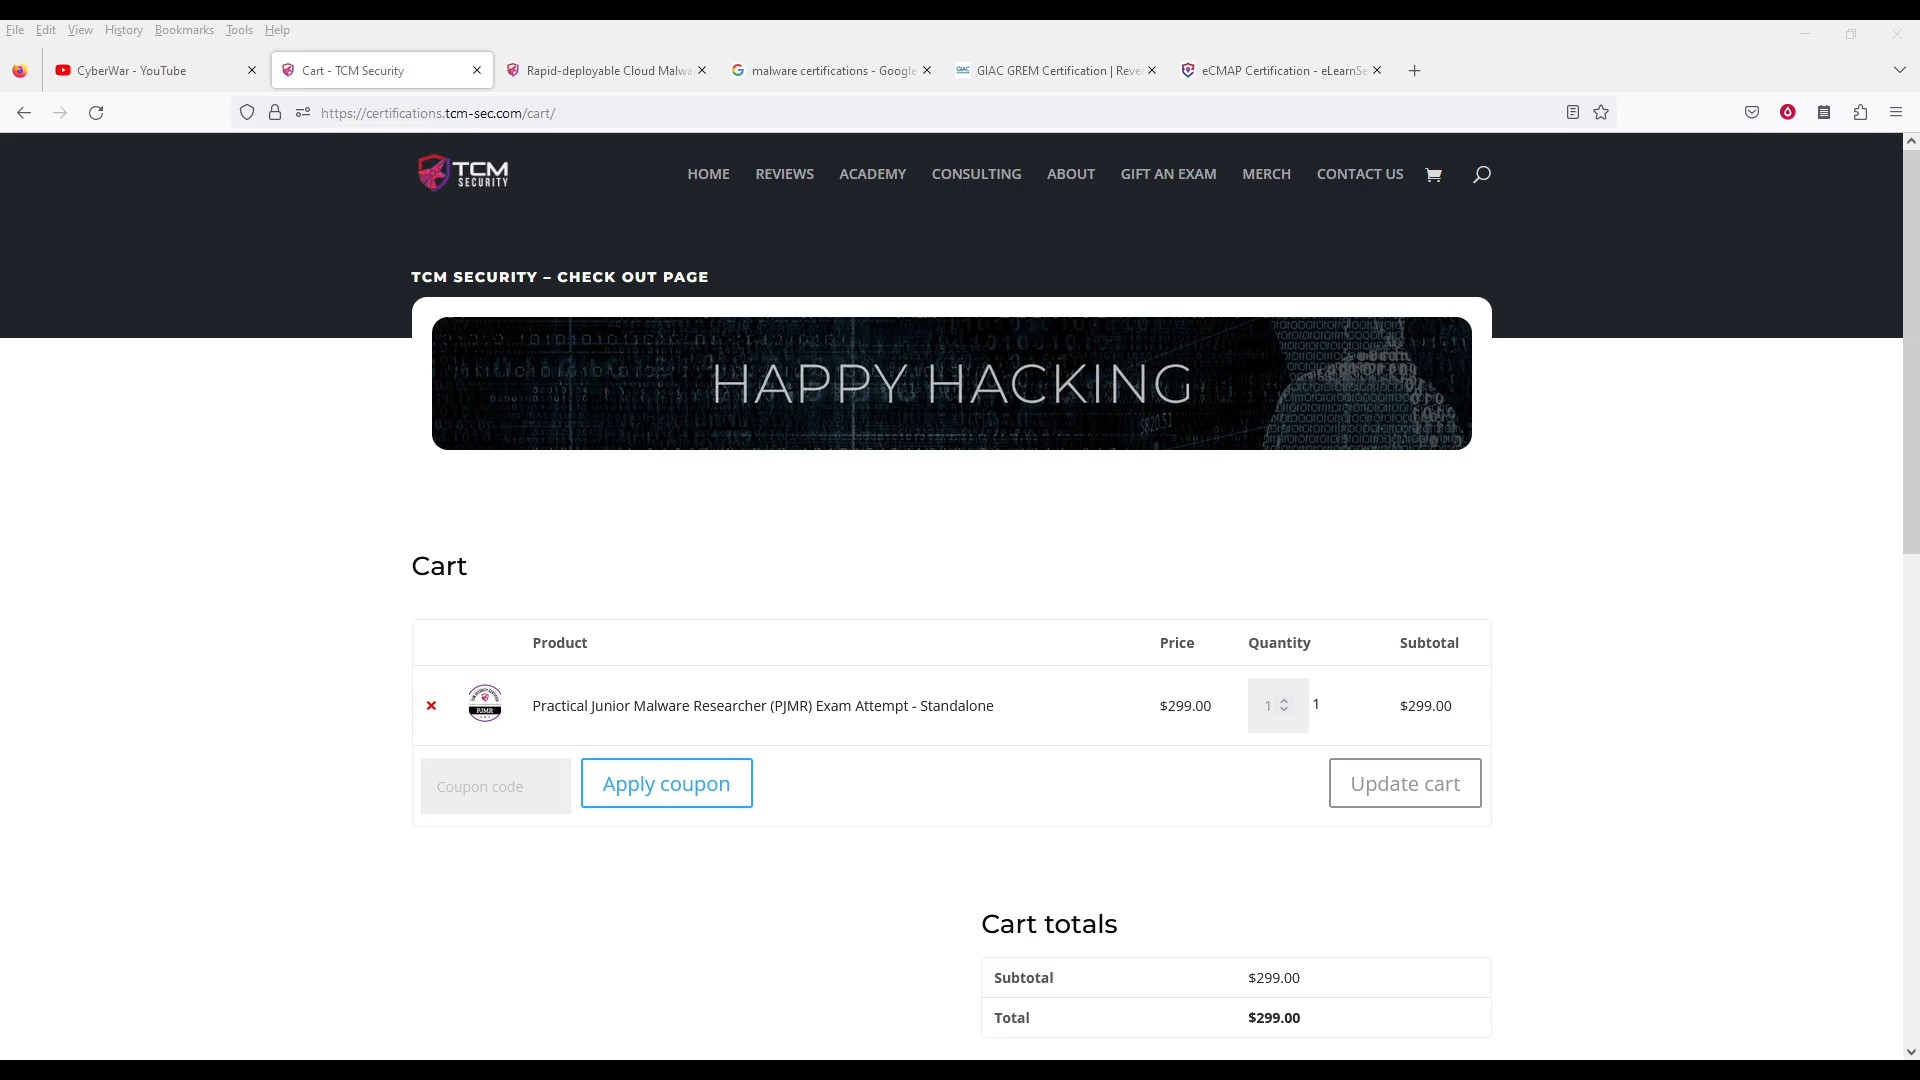 File Edit View History Bookmarks Tools Help
CyberWar - YouTube
Cart - TCM Security
Rapid-deployable Cloud Malwa
malware certifications - Google
GIAC GREM Certification | Reve
eCMAP Certification - eLearnSe
https://certifications.tcm-sec.com/cart/
TCM SECURITY
HOME REVIEWS ACADEMY CONSULTING ABOUT GIFT AN EXAM MERCH CONTACT US
TCM SECURITY – CHECK OUT PAGE
HAPPY HACKING
Cart
Product Price Quantity Subtotal
PJMR
Practical Junior Malware Researcher (PJMR) Exam Attempt - Standalone $299.00 1 1 $299.00
Coupon code Apply coupon Update cart
Cart totals
Subtotal $299.00
Total $299.00